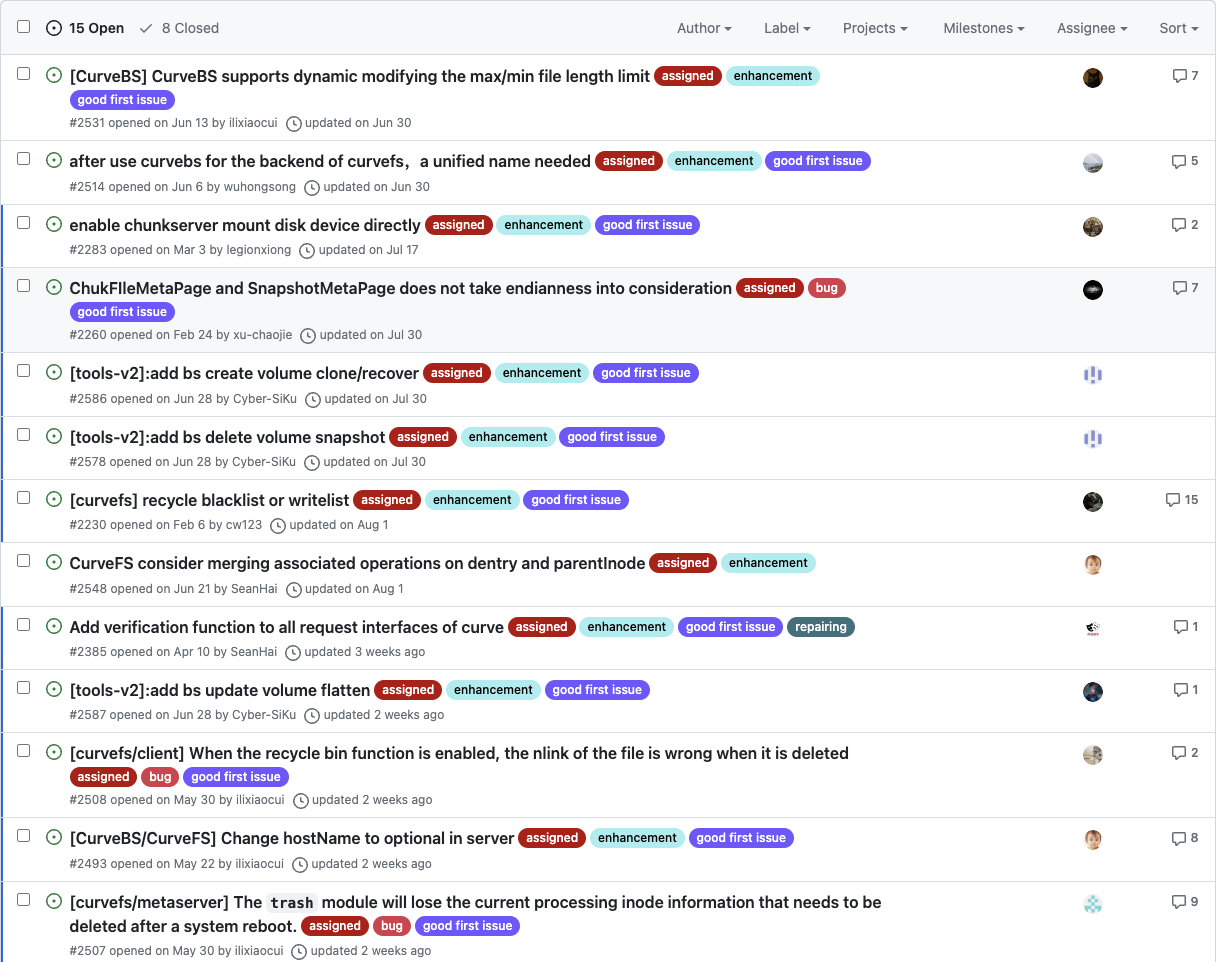 15 Open 8 Closed Author Label Projects Milestones Assignee Sort
[CurveBS] CurveBS supports dynamic modifying the max/min file length limit assigned enhancement 7
good first issue
#2531 opened on Jun 13 by ilixiaocui updated on Jun 30
after use curvebs for the backend of curvefs，a unified name needed assigned enhancement good first issue 5
#2514 opened on Jun 6 by wuhongsong updated on Jun 30
enable chunkserver mount disk device directly assigned enhancement good first issue 2
#2283 opened on Mar 3 by legionxiong updated on Jul 17
ChukFIleMetaPage and SnapshotMetaPage does not take endianness into consideration assigned bug 7
good first issue
#2260 opened on Feb 24 by xu-chaojie updated on Jul 30
[tools-v2]:add bs create volume clone/recover assigned enhancement good first issue
#2586 opened on Jun 28 by Cyber-SiKu updated on Jul 30
[tools-v2]:add bs delete volume snapshot assigned enhancement good first issue
#2578 opened on Jun 28 by Cyber-SiKu updated on Jul 30
[curvefs] recycle blacklist or writelist assigned enhancement good first issue 15
#2230 opened on Feb 6 by cw123 updated on Aug 1
CurveFS consider merging associated operations on dentry and parentInode assigned enhancement
#2548 opened on Jun 21 by SeanHai updated on Aug 1
Add verification function to all request interfaces of curve assigned enhancement good first issue repairing 1
#2385 opened on Apr 10 by SeanHai updated 3 weeks ago
[tools-v2]:add bs update volume flatten assigned enhancement good first issue 1
#2587 opened on Jun 28 by Cyber-SiKu updated 2 weeks ago
[curvefs/client] When the recycle bin function is enabled, the nlink of the file is wrong when it is deleted 2
assigned bug good first issue
#2508 opened on May 30 by ilixiaocui updated 2 weeks ago
[CurveBS/CurveFS] Change hostName to optional in server assigned enhancement good first issue 8
#2493 opened on May 22 by ilixiaocui updated 2 weeks ago
[curvefs/metaserver] The trash module will lose the current processing inode information that needs to be 9
deleted after a system reboot. assigned bug good first issue
#2507 opened on May 30 by ilixiaocui updated 2 weeks ago